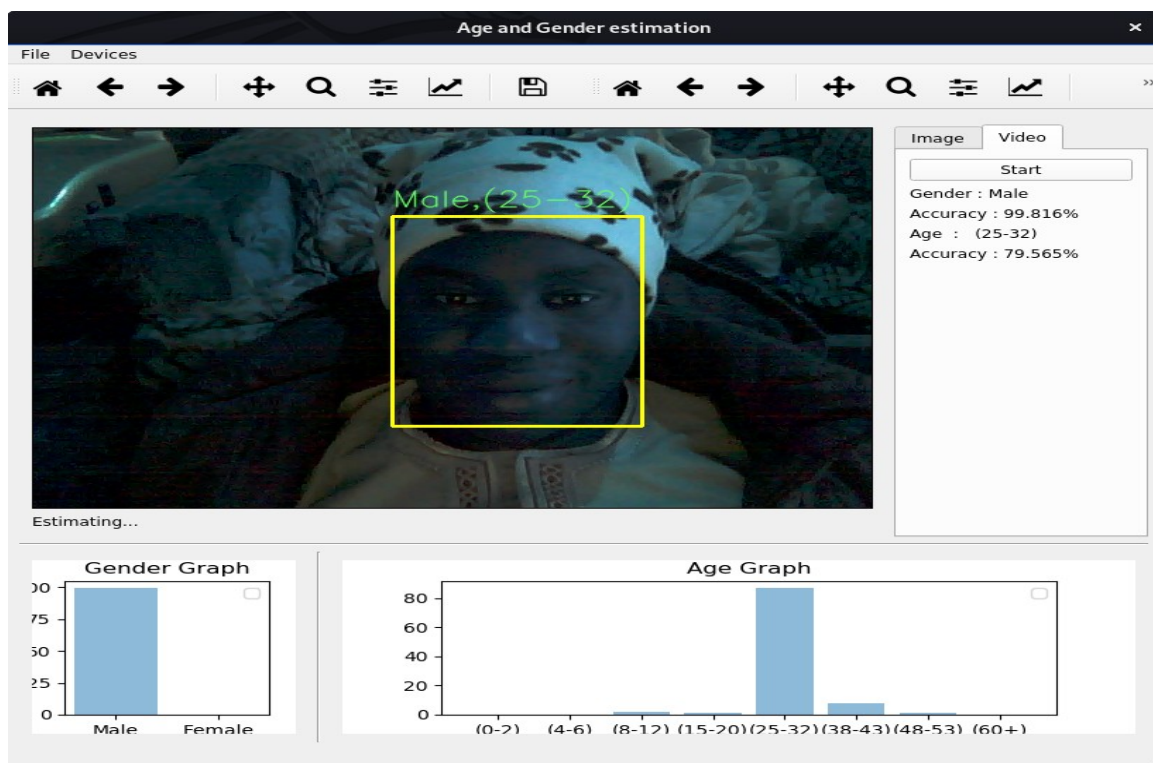 Age and Gender estimation ×
File Devices
»
Image Video
Start
Gender : Male
Accuracy : 99.816%
Age : (25-32)
Accuracy : 79.565%
Male,(25-32)
Estimating...
Gender Graph
00
75
50
25
0
Male Female
Age Graph
80
60
40
20
0
(0-2) (4-6) (8-12) (15-20) (25-32) (38-43) (48-53) (60+)